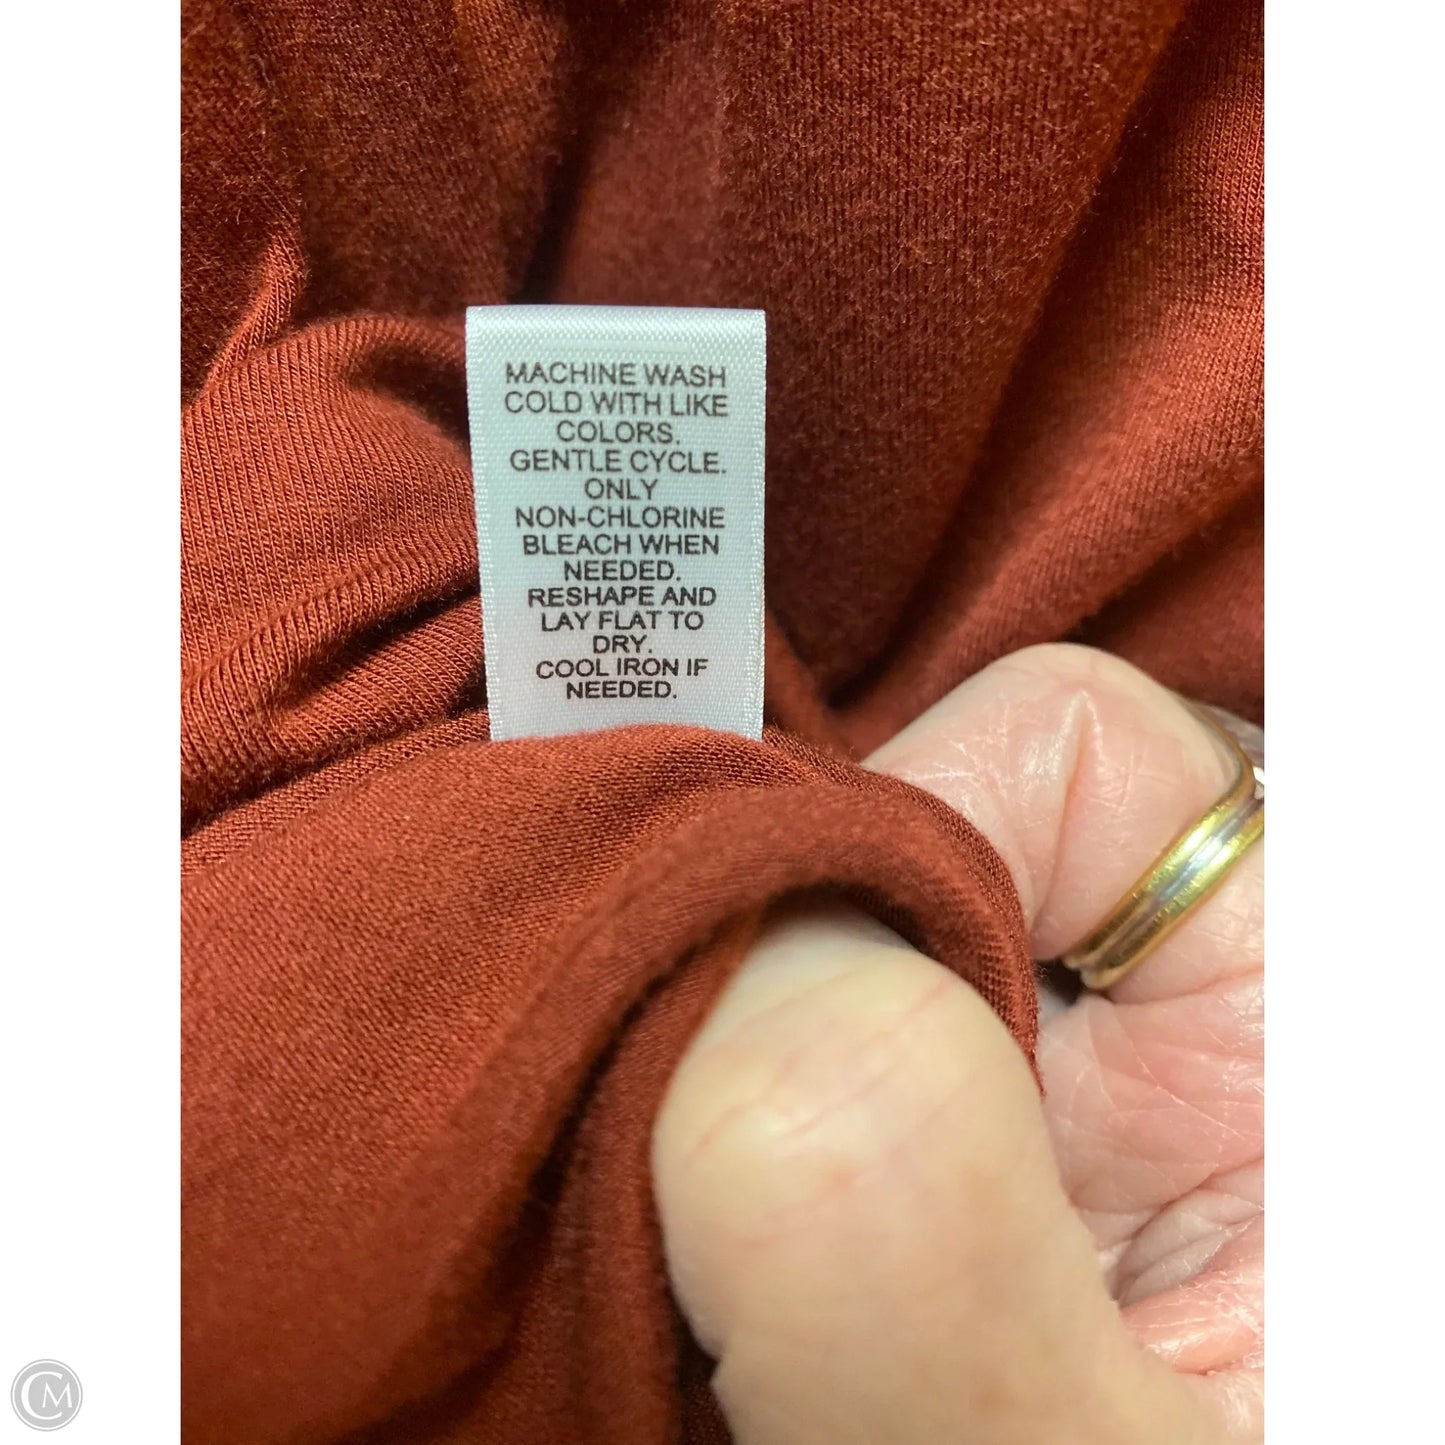 MACHINE WASH
COLD WITH LIKE
COLORS.
GENTLE CYCLE.
ONLY
NON-CHLORINE
BLEACH WHEN
NEEDED.
RESHAPE AND
LAY FLAT TO
DRY.
COOL IRON IF
NEEDED.
CM